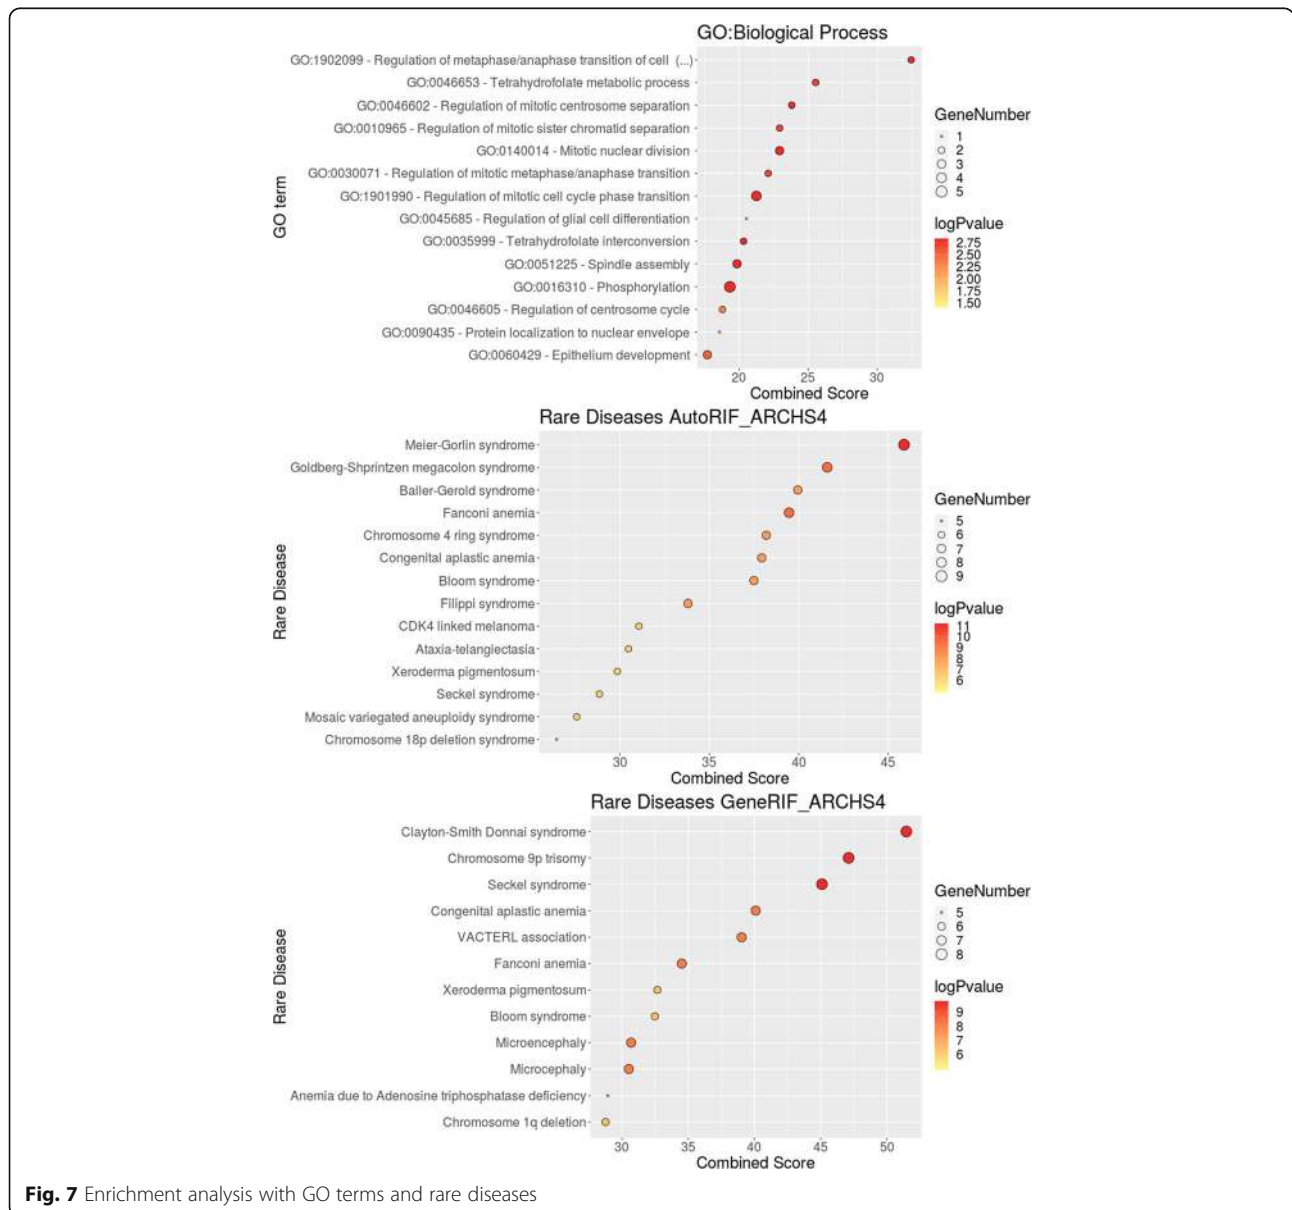 GO:Biological Process
GO term
GO:1902099 - Regulation of metaphase/anaphase transition of cell (...)
GO:0046653 - Tetrahydrofolate metabolic process
GO:0046602 - Regulation of mitotic centrosome separation
GO:0010965 - Regulation of mitotic sister chromatid separation
GO:0140014 - Mitotic nuclear division
GO:0030071 - Regulation of mitotic metaphase/anaphase transition
GO:1901990 - Regulation of mitotic cell cycle phase transition
GO:0045685 - Regulation of glial cell differentiation
GO:0035999 - Tetrahydrofolate interconversion
GO:0051225 - Spindle assembly
GO:0016310 - Phosphorylation
GO:0046605 - Regulation of centrosome cycle
GO:0090435 - Protein localization to nuclear envelope
GO:0060429 - Epithelium development
20 25 30
Combined Score
GeneNumber
1
2
3
4
5
logPvalue
2.75
2.50
2.25
2.00
1.75
1.50
Rare Diseases AutoRIF_ARCHS4
Rare Disease
Meier-Gorlin syndrome
Goldberg-Shprintzen megacolon syndrome
Baller-Gerold syndrome
Fanconi anemia
Chromosome 4 ring syndrome
Congenital aplastic anemia
Bloom syndrome
Filippi syndrome
CDK4 linked melanoma
Ataxia-telangiectasia
Xeroderma pigmentosum
Seckel syndrome
Mosaic variegated aneuploidy syndrome
Chromosome 18p deletion syndrome
30 35 40 45
Combined Score
GeneNumber
5
6
7
8
9
logPvalue
11
10
9
8
7
6
Rare Diseases GeneRIF_ARCHS4
Rare Disease
Clayton-Smith Donnai syndrome
Chromosome 9p trisomy
Seckel syndrome
Congenital aplastic anemia
VACTERL association
Fanconi anemia
Xeroderma pigmentosum
Bloom syndrome
Microencephaly
Microcephaly
Anemia due to Adenosine triphosphatase deficiency
Chromosome 1q deletion
30 35 40 45 50
Combined Score
GeneNumber
5
6
7
8
logPvalue
9
8
7
6
Fig. 7 Enrichment analysis with GO terms and rare diseases